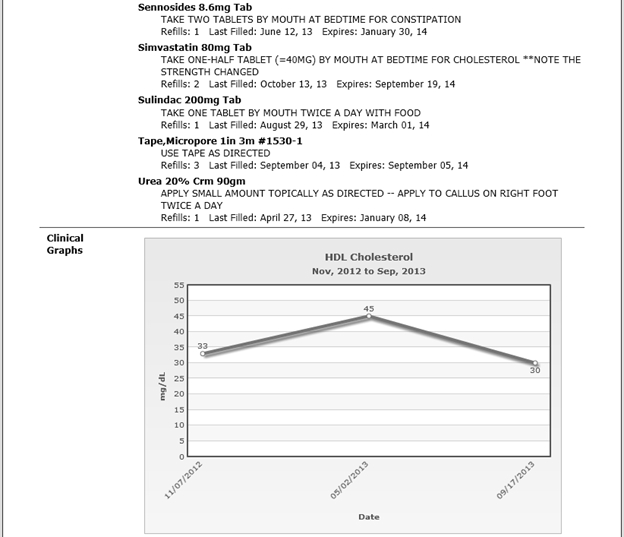 Sennosides 8.6mg Tab
TAKE TWO TABLETS BY MOUTH AT BEDTIME FOR CONSTIPATION
Refills: 1 Last Filled: June 12, 13 Expires: January 30, 14
Simvastatin 80mg Tab
TAKE ONE-HALF TABLET (=40MG) BY MOUTH AT BEDTIME FOR CHOLESTEROL **NOTE THE
STRENGTH CHANGED
Refills: 2 Last Filled: October 13, 13 Expires: September 19, 14
Sulindac 200mg Tab
TAKE ONE TABLET BY MOUTH TWICE A DAY WITH FOOD
Refills: 1 Last Filled: August 29, 13 Expires: March 01, 14
Tape,Micropore 1in 3m #1530-1
USE TAPE AS DIRECTED
Refills: 3 Last Filled: September 04, 13 Expires: September 05, 14
Urea 20% Crm 90gm
APPLY SMALL AMOUNT TOPICALLY AS DIRECTED -- APPLY TO CALLUS ON RIGHT FOOT
TWICE A DAY
Refills: 1 Last Filled: April 27, 13 Expires: January 08, 14
Clinical
Graphs
HDL Cholesterol
Nov, 2012 to Sep, 2013
55
50
45
40
35
30
25
20
15
10
5
0
mg/dL
33
45
30
11/07/2012
05/02/2013
09/17/2013
Date